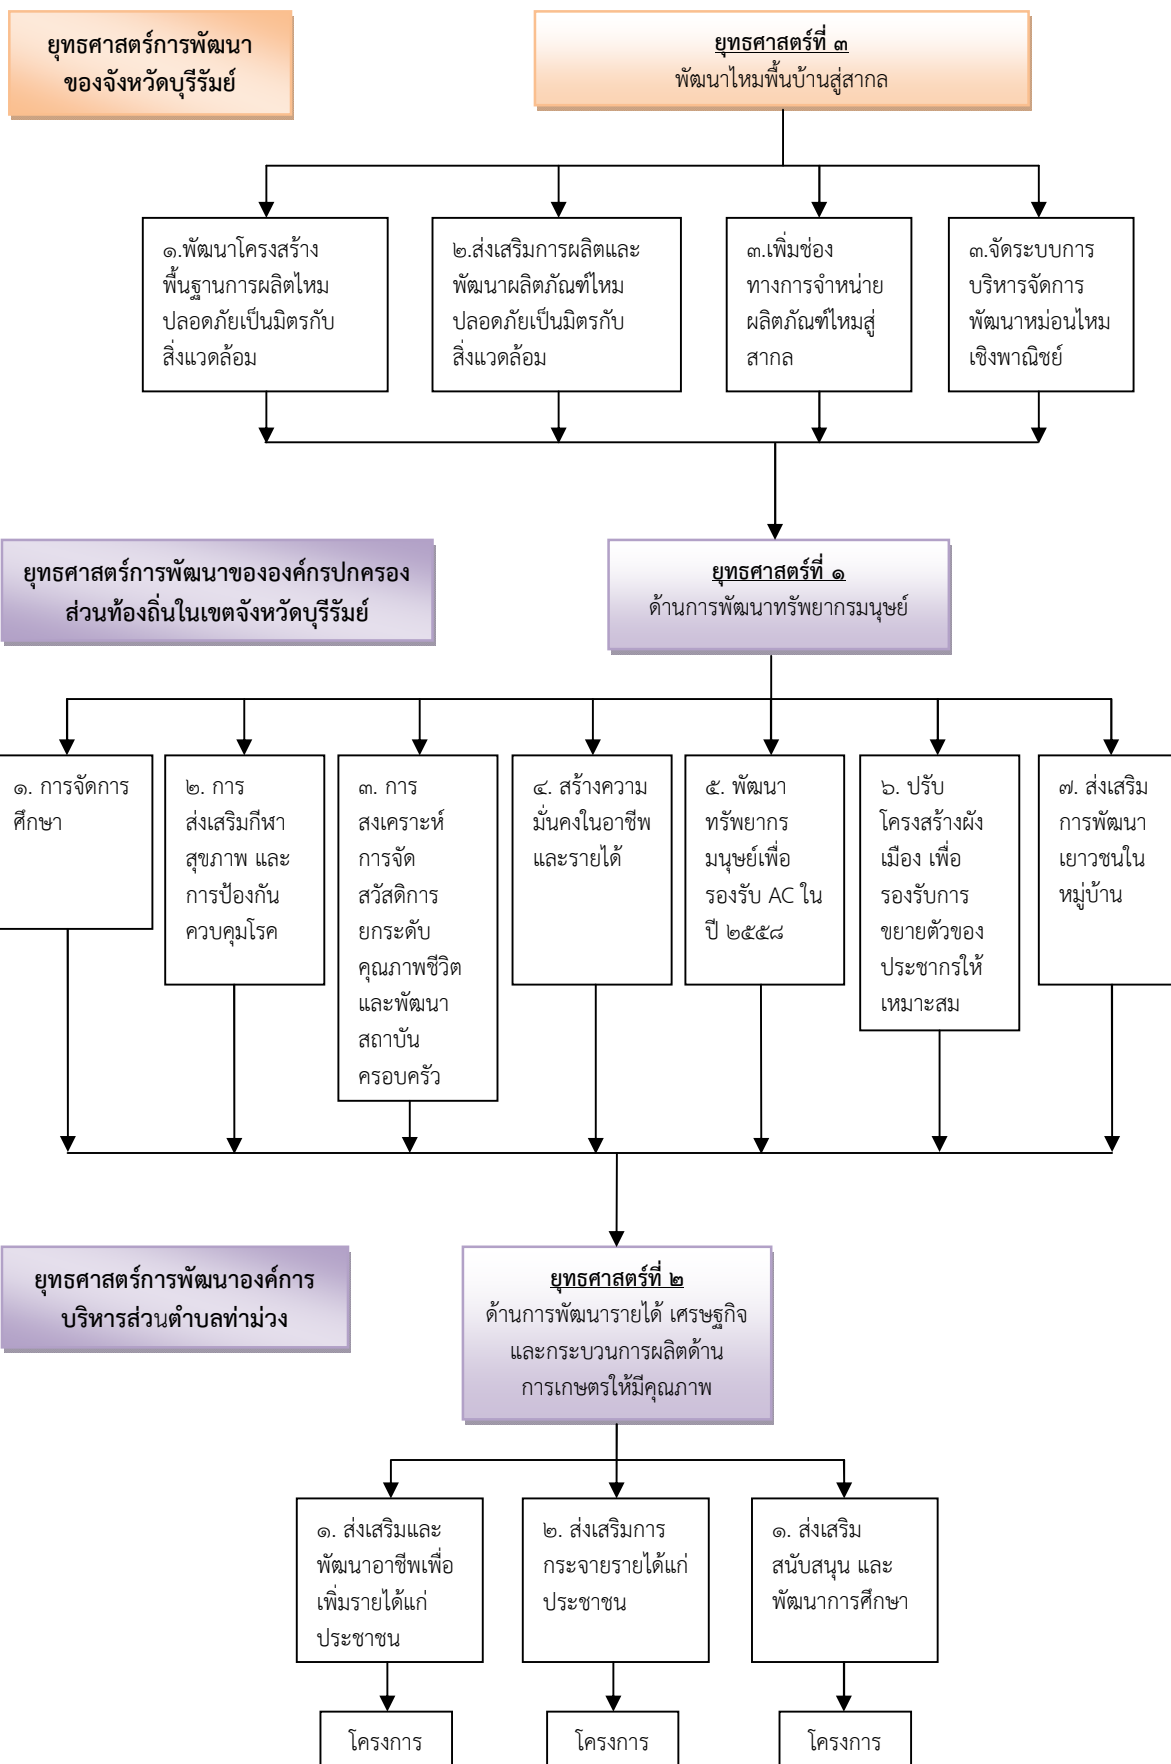 ยุทธศาสตร์การพัฒนา
ของจังหวัดบุรีรัมย์
ยุทธศาสตร์ที่ ๓
พัฒนาไหมพื้นบ้านสู่สากล
๑.พัฒนาโครงสร้าง
พื้นฐานการผลิตไหม
ปลอดภัยเป็นมิตรกับ
สิ่งแวดล้อม
๒.ส่งเสริมการผลิตและ
พัฒนาผลิตภัณฑ์ไหม
ปลอดภัยเป็นมิตรกับ
สิ่งแวดล้อม
๓.เพิ่มช่อง
ทางการจำหน่าย
ผลิตภัณฑ์ไหมสู่
สากล
๓.จัดระบบการ
บริหารจัดการ
พัฒนาหม่อนไหม
เชิงพาณิชย์
ยุทธศาสตร์การพัฒนาขององค์กรปกครอง
ส่วนท้องถิ่นในเขตจังหวัดบุรีรัมย์
ยุทธศาสตร์ที่ ๑
ด้านการพัฒนาทรัพยากรมนุษย์
๑. การจัดการ
ศึกษา
๒. การ
ส่งเสริมกีฬา
สุขภาพ และ
การป้องกัน
ควบคุมโรค
๓. การ
สงเคราะห์
การจัด
สวัสดิการ
ยกระดับ
คุณภาพชีวิต
และพัฒนา
สถาบัน
ครอบครัว
๔. สร้างความ
มั่นคงในอาชีพ
และรายได้
๕. พัฒนา
ทรัพยากร
มนุษย์เพื่อ
รองรับ AC ใน
ปี ๒๕๕๘
๖. ปรับ
โครงสร้างผัง
เมือง เพื่อ
รองรับการ
ขยายตัวของ
ประชากรให้
เหมาะสม
๗. ส่งเสริม
การพัฒนา
เยาวชนใน
หมู่บ้าน
ยุทธศาสตร์การพัฒนาองค์การ
บริหารส่วนตำบลท่าม่วง
ยุทธศาสตร์ที่ ๒
ด้านการพัฒนารายได้ เศรษฐกิจ
และกระบวนการผลิตด้าน
การเกษตรให้มีคุณภาพ
๑. ส่งเสริมและ
พัฒนาอาชีพเพื่อ
เพิ่มรายได้แก่
ประชาชน
๒. ส่งเสริมการ
กระจายรายได้แก่
ประชาชน
๑. ส่งเสริม
สนับสนุน และ
พัฒนาการศึกษา
โครงการ
โครงการ
โครงการ